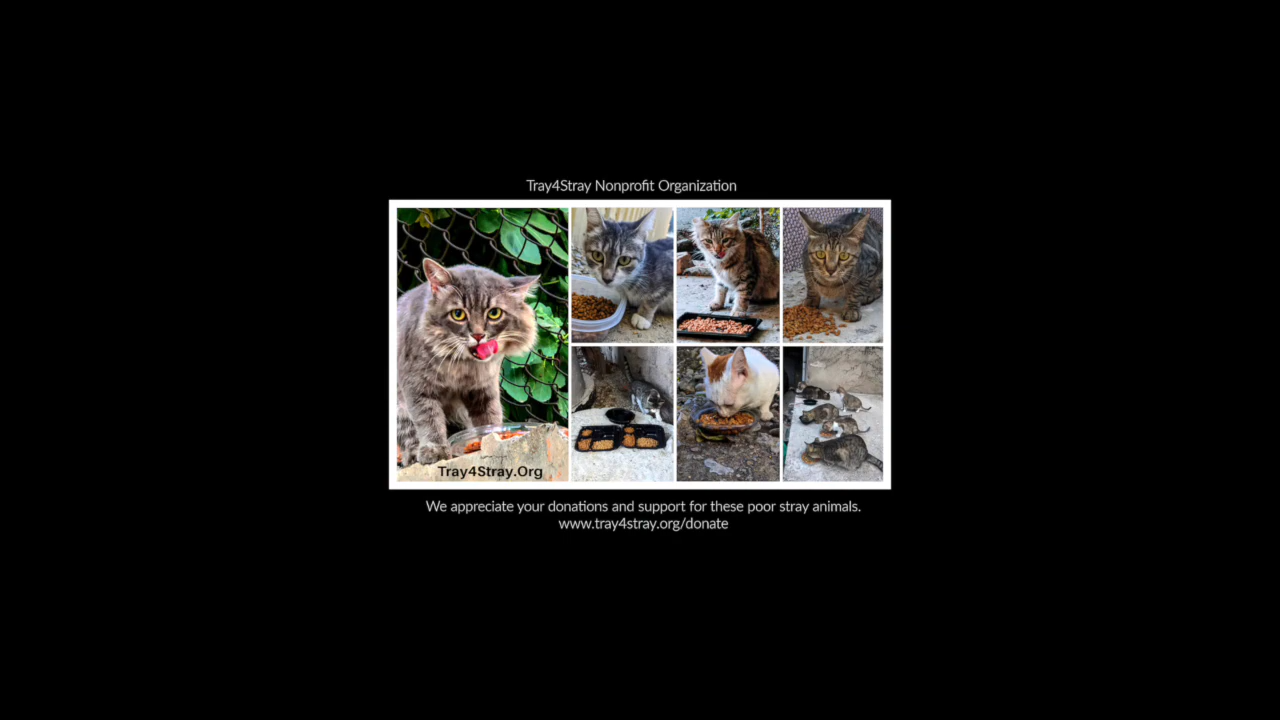 Tray4Stray Nonprofit Organization
Tray4Stray.Org
We appreciate your donations and support for these poor stray animals.
www.tray4stray.org/donate